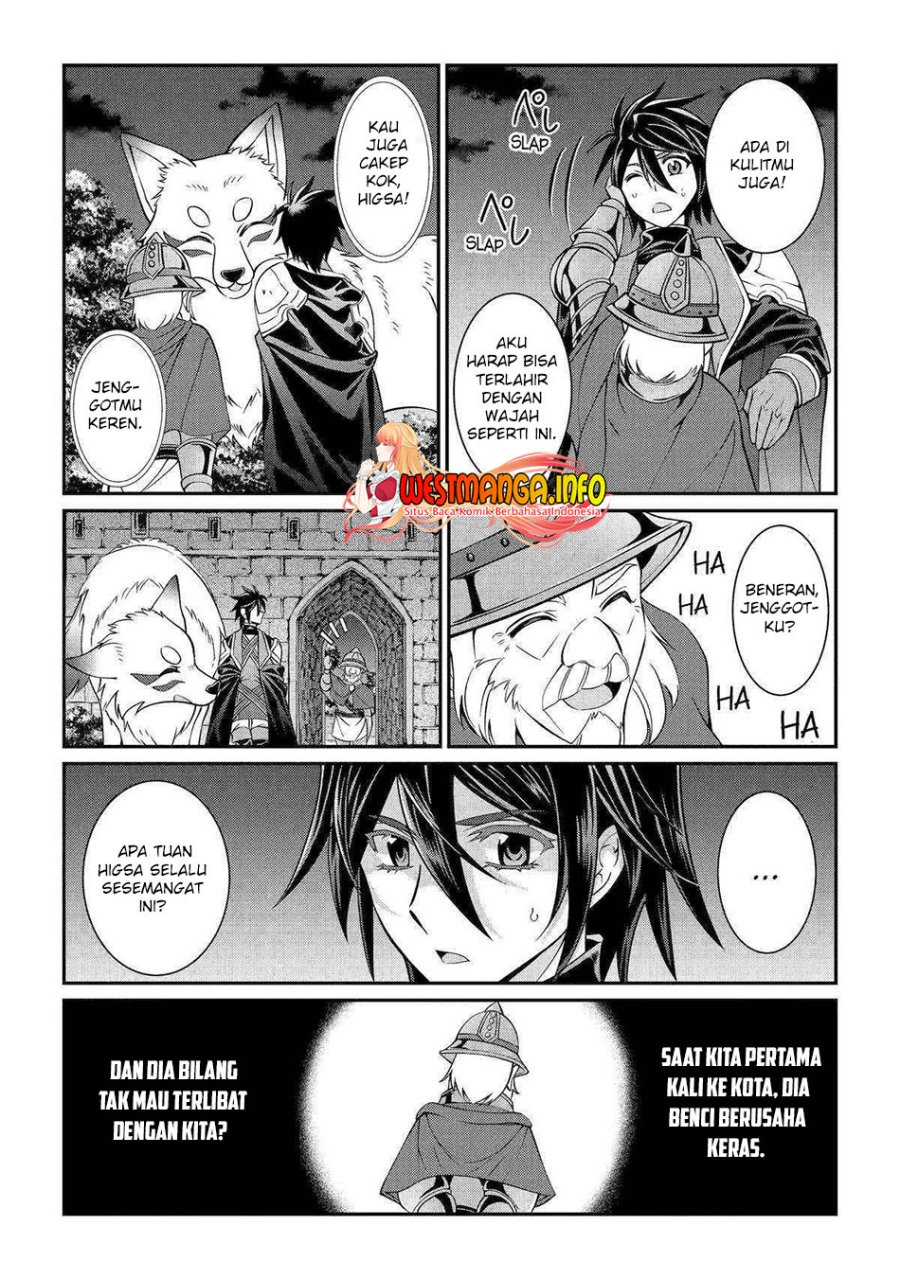 ADA DI
KULITMU
JUGA!
ペし
SLAP
ペし
SLAP
AKU
HARAP BISA
TERLAHIR
DENGAN
WAJAH
SEPERTI INI.
KAU
JUGA
CAKEP
KOK,
HIGSA!
JENG-
GOTMU
KEREN.
WESTMANGA.INFO
Situs Baca Komik Berbahasa Indonesia
BENERAN,
JENGGOT-
KU?
HA
HA
HA
HA
...
APA TUAN
HIGSA SELALU
SESEMANGAT
INI?
SAAT KITA PERTAMA
KALI KE KOTA, DIA
BENCI BERUSAHA
KERAS.
DAN DIA BILANG
TAK MAU TERLIBAT
DENGAN KITA?